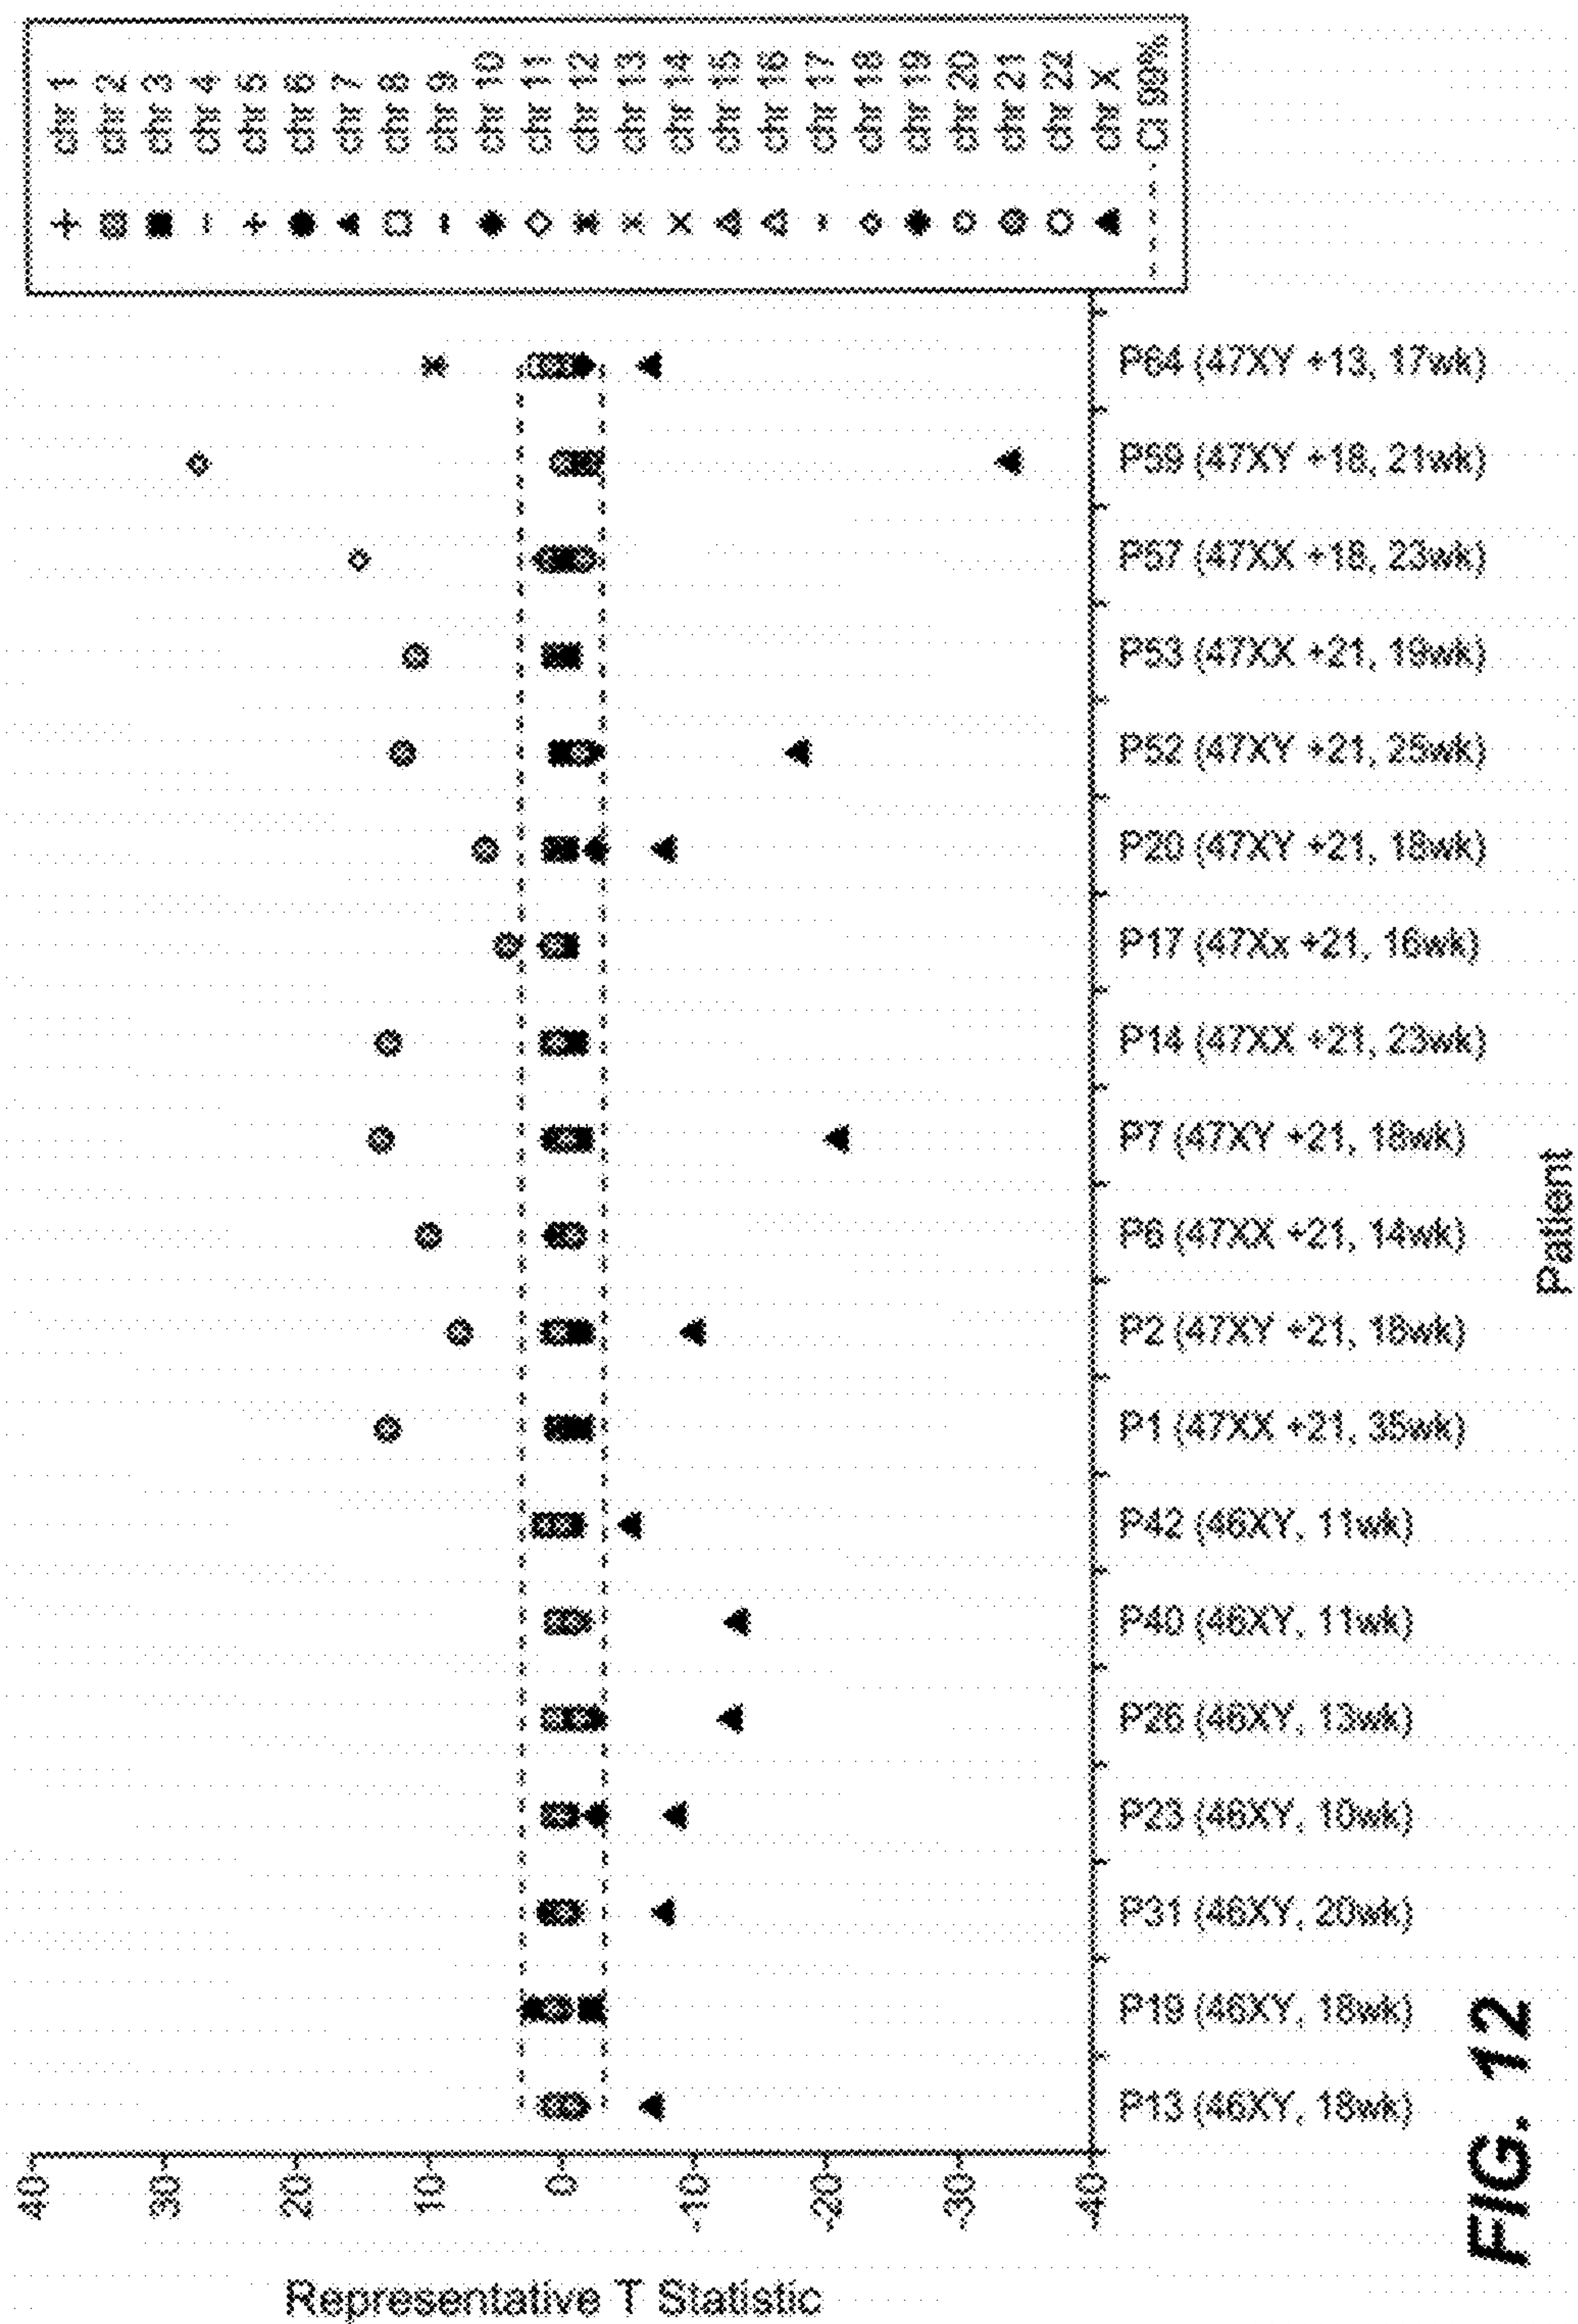 Representative T Statistic
40
30
20
10
0
-10
-20
-30
-40
P13 (46XY, 18wk)
P19 (46XY, 18wk)
P31 (46XY, 20wk)
P23 (46XY, 10wk)
P26 (46XY, 13wk)
P40 (46XY, 11wk)
P42 (46XY, 11wk)
P1 (47XX +21, 35wk)
P2 (47XY +21, 18wk)
P6 (47XX +21, 14wk)
P7 (47XY +21, 18wk)
P14 (47XX +21, 23wk)
P17 (47Xx +21, 16wk)
P20 (47XY +21, 18wk)
P52 (47XY +21, 25wk)
P53 (47XX +21, 19wk)
P57 (47XX +18, 23wk)
P59 (47XY +18, 21wk)
P64 (47XY +13, 17wk)
Patient
chr 1
chr 2
chr 3
chr 4
chr 5
chr 6
chr 7
chr 8
chr 9
chr 10
chr 11
chr 12
chr 13
chr 14
chr 15
chr 16
chr 17
chr 18
chr 19
chr 20
chr 21
chr 22
chr X
CI 99%
FIG. 12